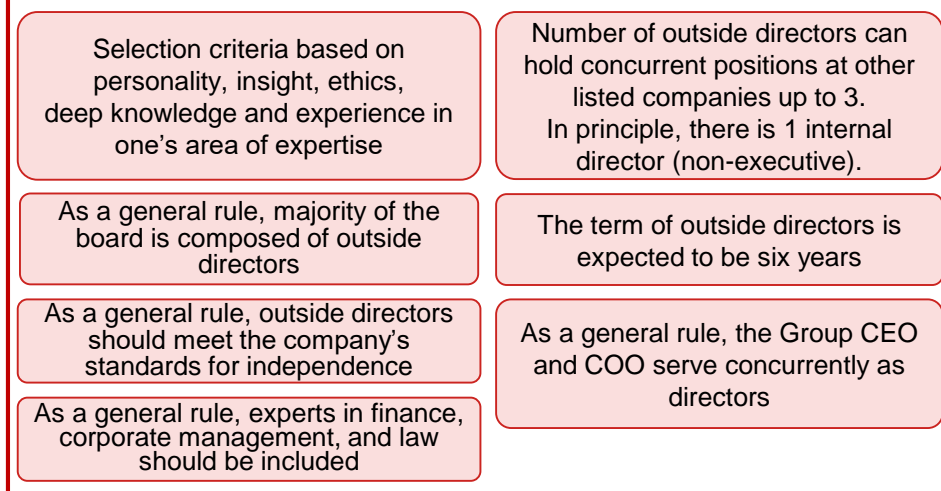 Selection criteria based on
personality, insight, ethics,
deep knowledge and experience in
one’s area of expertise
As a general rule, majority of the
board is composed of outside
directors
As a general rule, outside directors
should meet the company’s
standards for independence
As a general rule, experts in finance,
corporate management, and law
should be included
Number of outside directors can
hold concurrent positions at other
listed companies up to 3.
In principle, there is 1 internal
director (non-executive).
The term of outside directors is
expected to be six years
As a general rule, the Group CEO
and COO serve concurrently as
directors